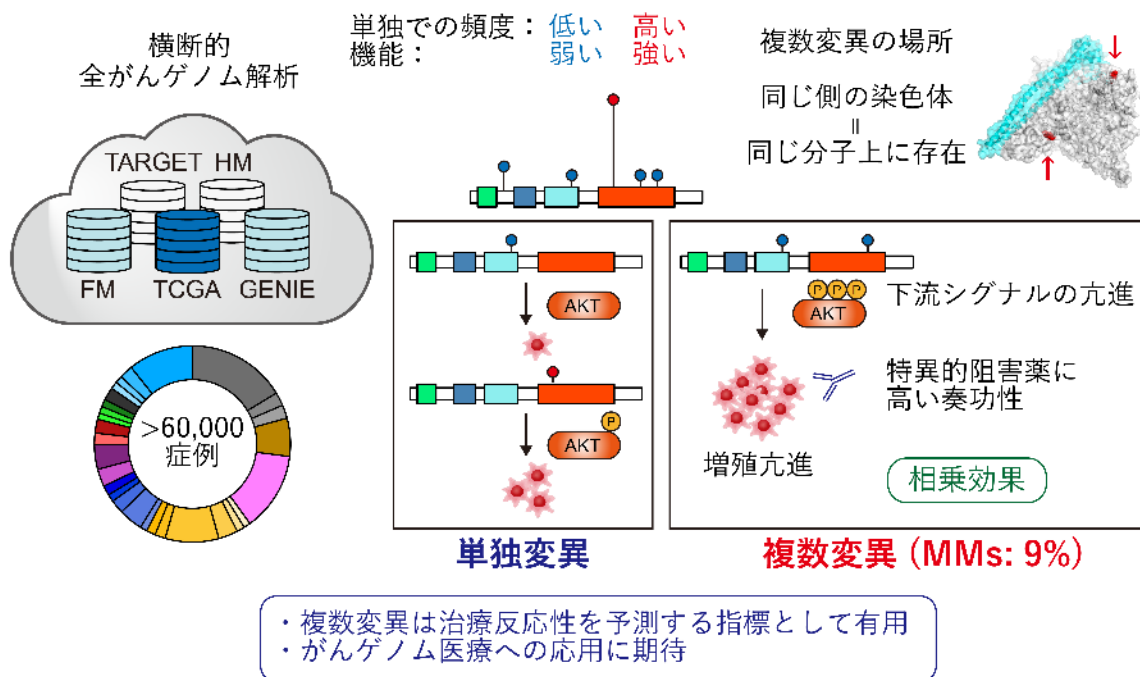 横断的
全がんゲノム解析
TARGET HM
FM TCGA GENIE
>60,000
症例
単独での頻度： 低い 高い
機能： 弱い 強い
複数変異の場所
同じ側の染色体
=
同じ分子上に存在
AKT
P
AKT
単独変異
P P P
AKT
下流シグナルの亢進
特異的阻害薬に
高い奏功性
増殖亢進
相乗効果
複数変異 (MMs: 9%)
・複数変異は治療反応性を予測する指標として有用
・がんゲノム医療への応用に期待